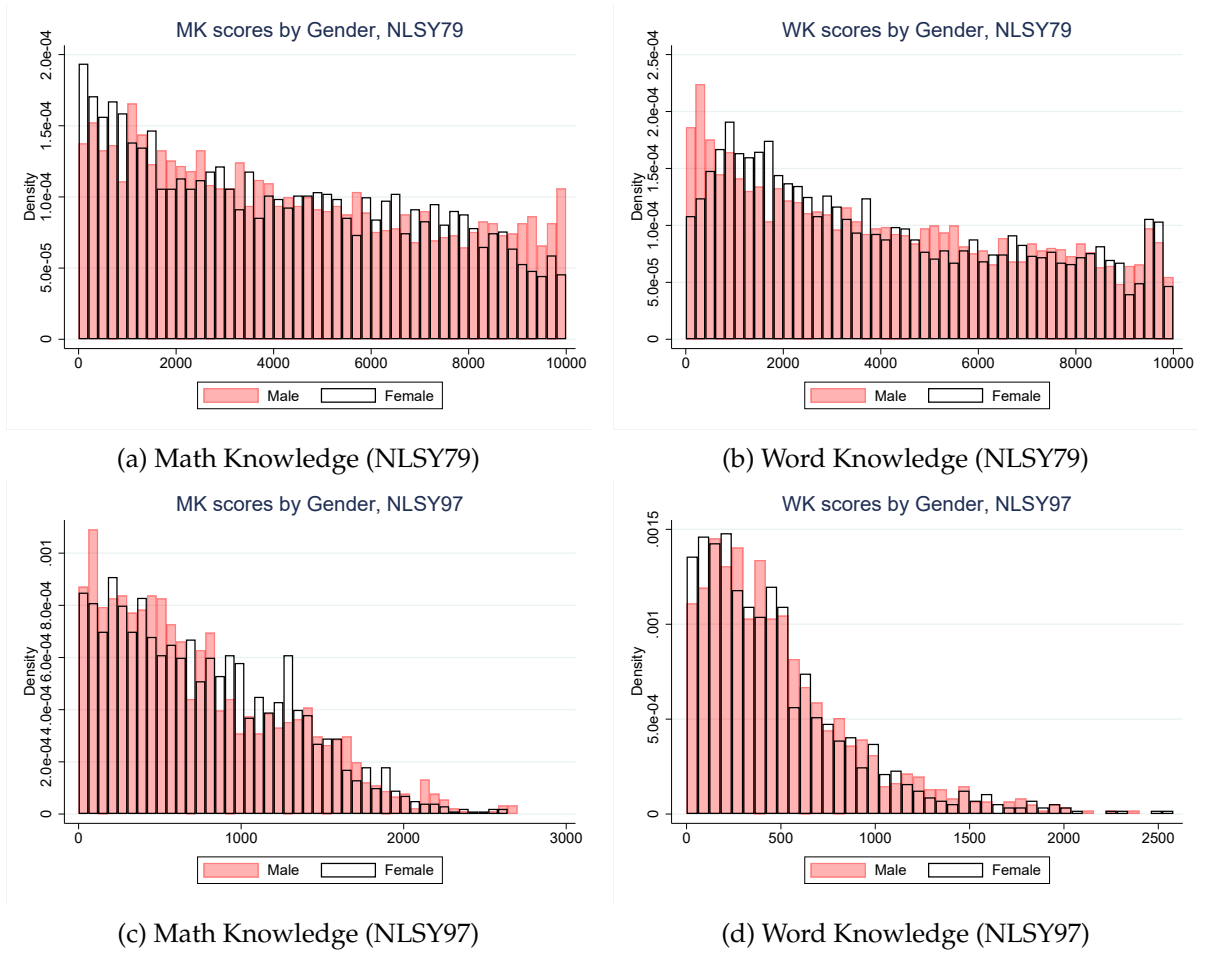 MK scores by Gender, NLSY79
Density
0
5.0e-05
1.0e-04
1.5e-04
2.0e-04
0 2000 4000 6000 8000 10000
Male Female
(a) Math Knowledge (NLSY79)
WK scores by Gender, NLSY79
Density
0
5.0e-05
1.0e-04
1.5e-04
2.0e-04
2.5e-04
0 2000 4000 6000 8000 10000
Male Female
(b) Word Knowledge (NLSY79)
MK scores by Gender, NLSY97
Density
0
2.0e-04
4.0e-04
6.0e-04
8.0e-04
.001
0 1000 2000 3000
Male Female
(c) Math Knowledge (NLSY97)
WK scores by Gender, NLSY97
Density
0
5.0e-04
.001
.0015
0 500 1000 1500 2000 2500
Male Female
(d) Word Knowledge (NLSY97)